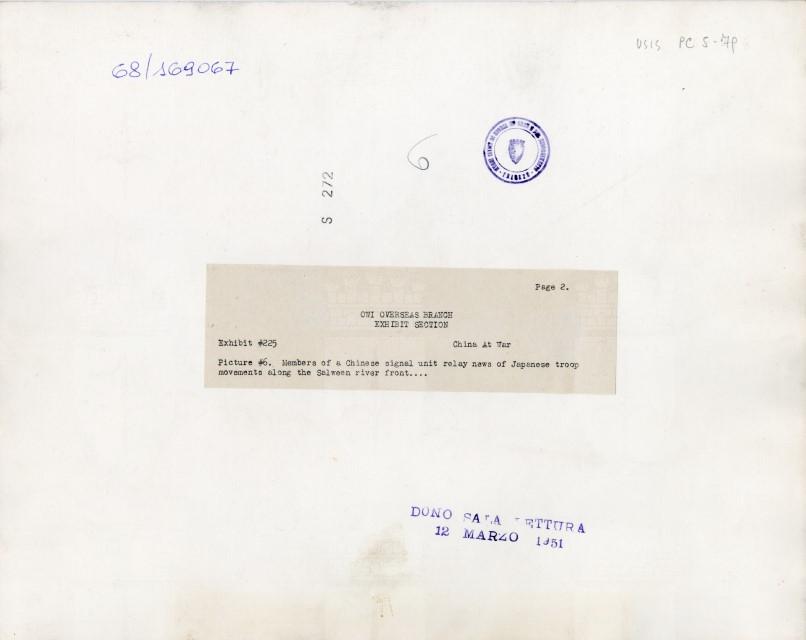 USIS PC 5-7P
68/169067
6
S 272
Page 2.
OWI OVERSEAS BRANCH
EXHIBIT SECTION
Exhibit #225 China At War
Picture #6. Members of a Chinese signal unit relay news of Japanese troop
movements along the Salween river front....
DONO SALA LETTURA
12 MARZO 1951